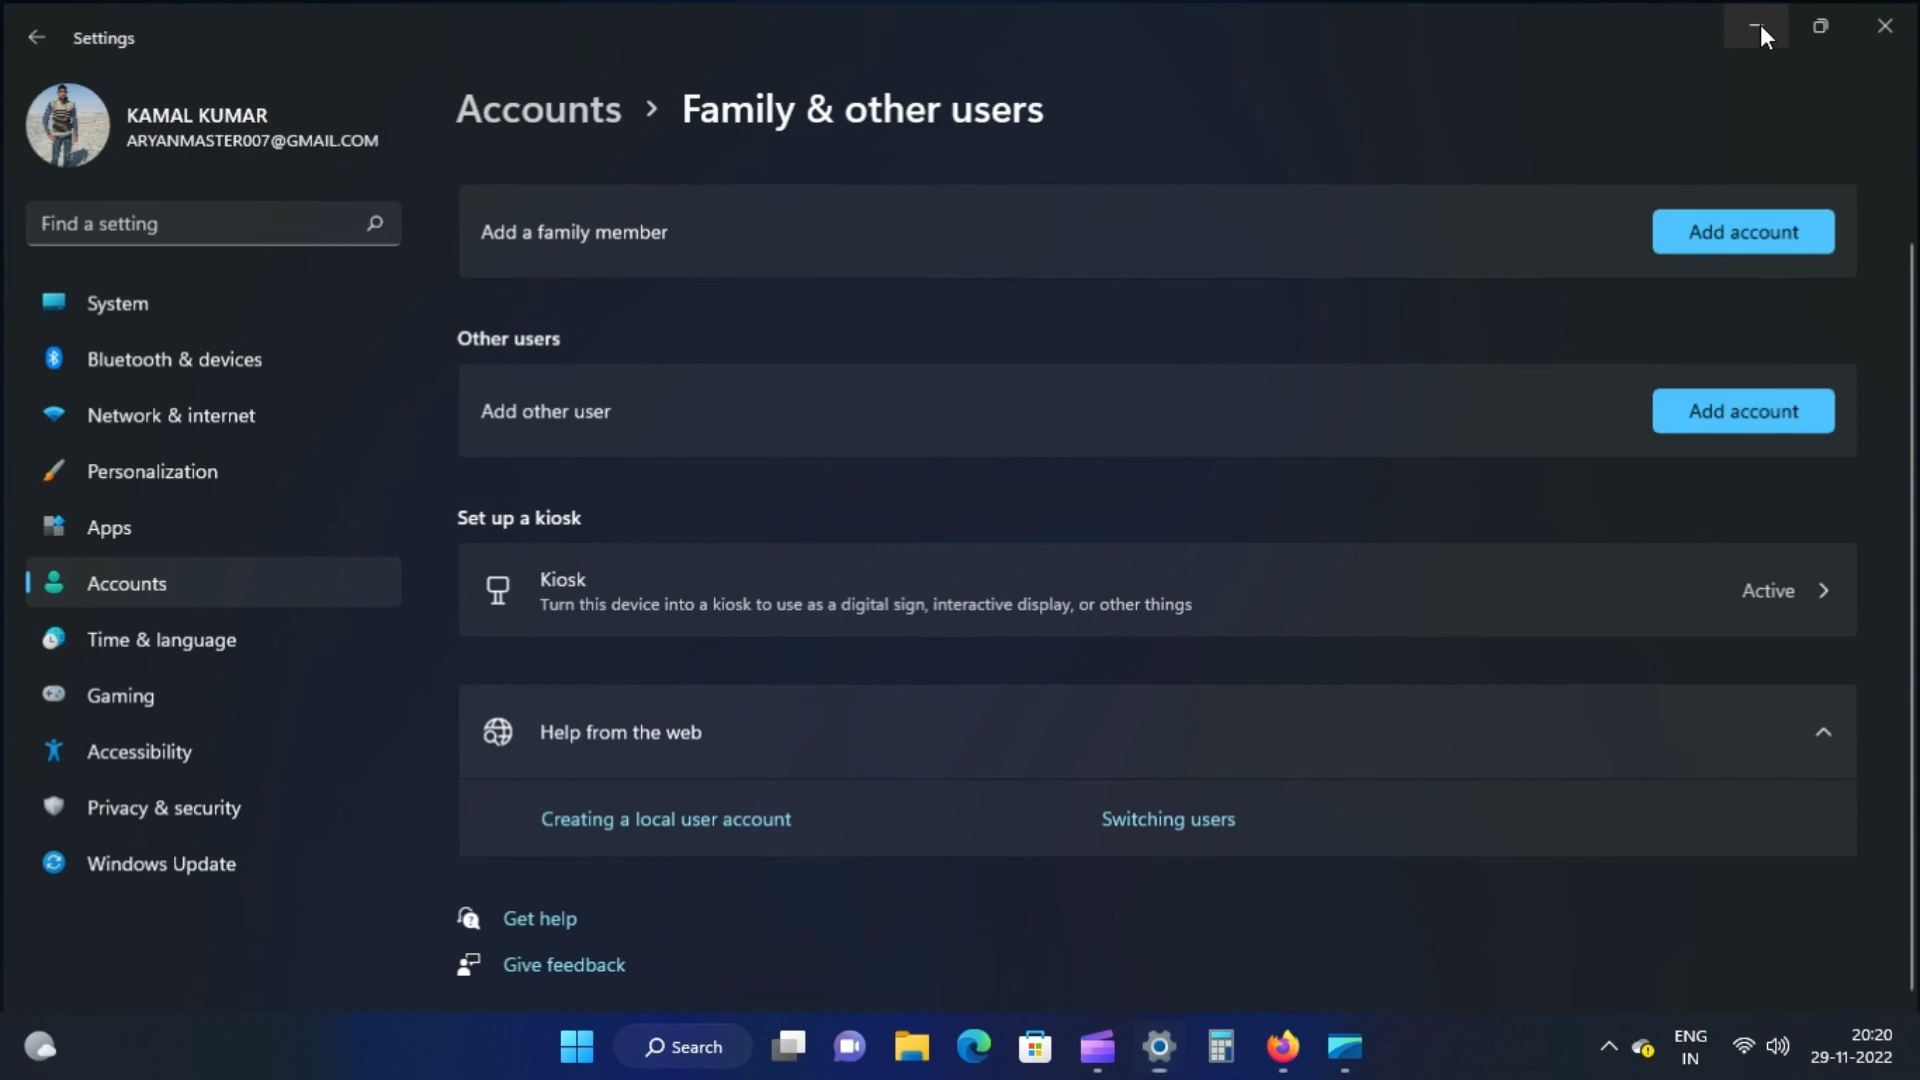 Settings
KAMAL KUMAR
ARYANMASTER007@GMAIL.COM
Find a setting
System
Bluetooth & devices
Network & internet
Personalization
Apps
Accounts
Time & language
Gaming
Accessibility
Privacy & security
Windows Update
Accounts > Family & other users
Add a family member
Add account
Other users
Add other user
Add account
Set up a kiosk
Kiosk
Turn this device into a kiosk to use as a digital sign, interactive display, or other things
Active
Help from the web
Creating a local user account
Switching users
Get help
Give feedback
Search
ENG
IN
20:20
29-11-2022